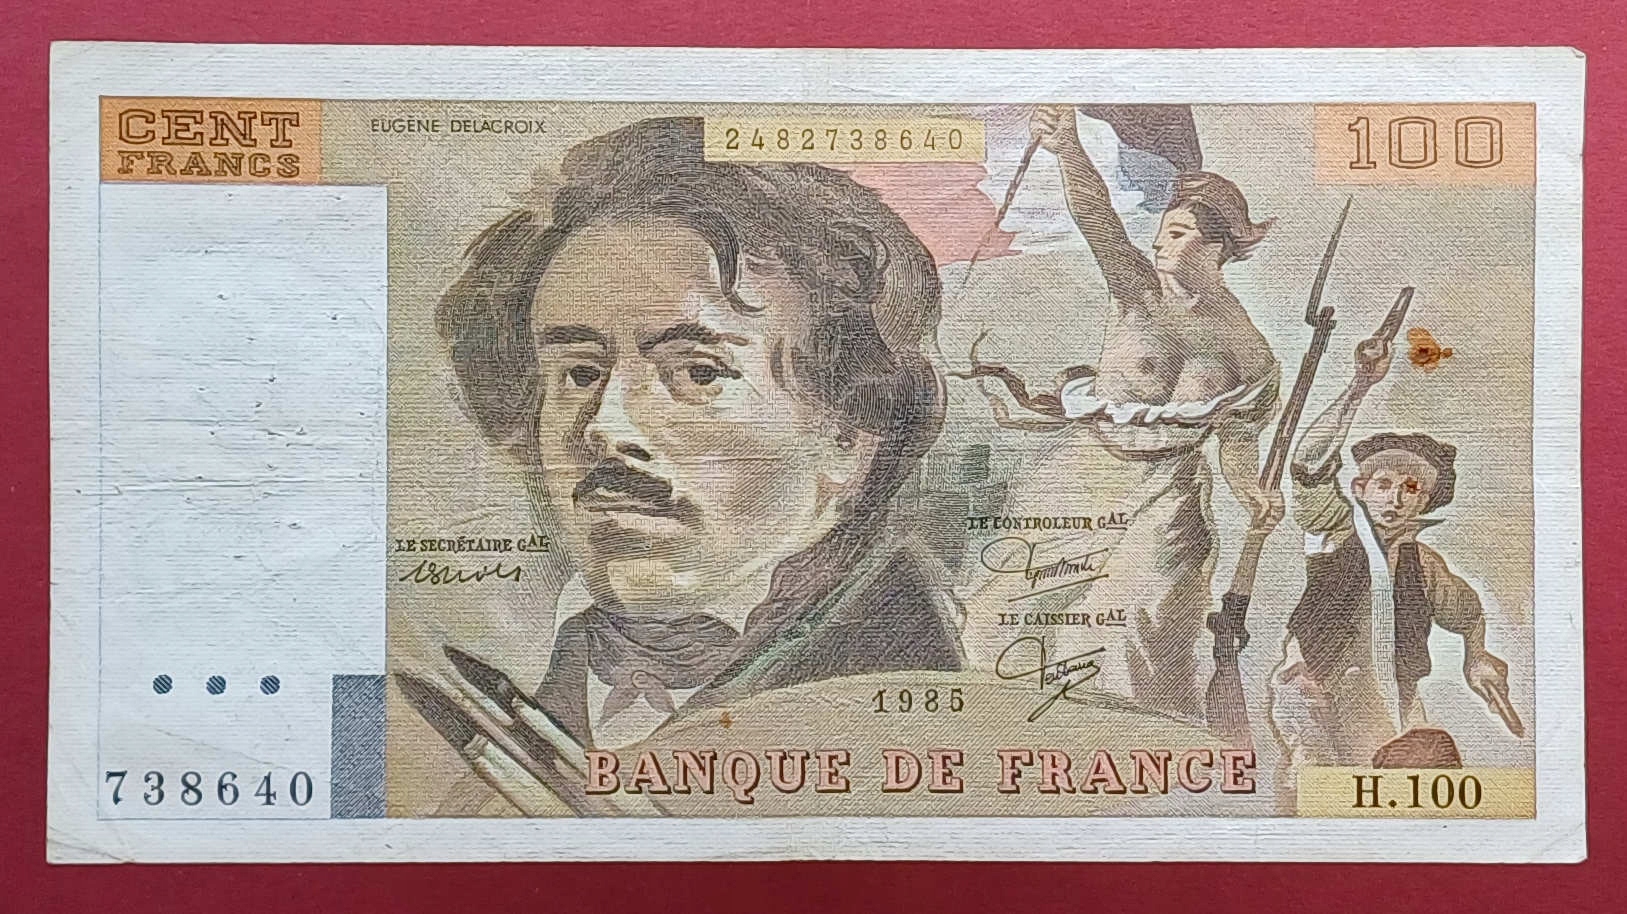 CENT
FRANCS
EUGÈNE DELACROIX
2482738640
100
LE SECRÉTAIRE GAL
LE CONTROLEUR GAL
LE CAISSIER GAL
1985
BANQUE DE FRANCE
738640
H.100